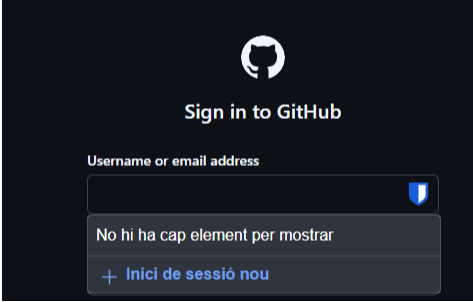 Sign in to GitHub
Username or email address
No hi ha cap element per mostrar
Inici de sessió nou